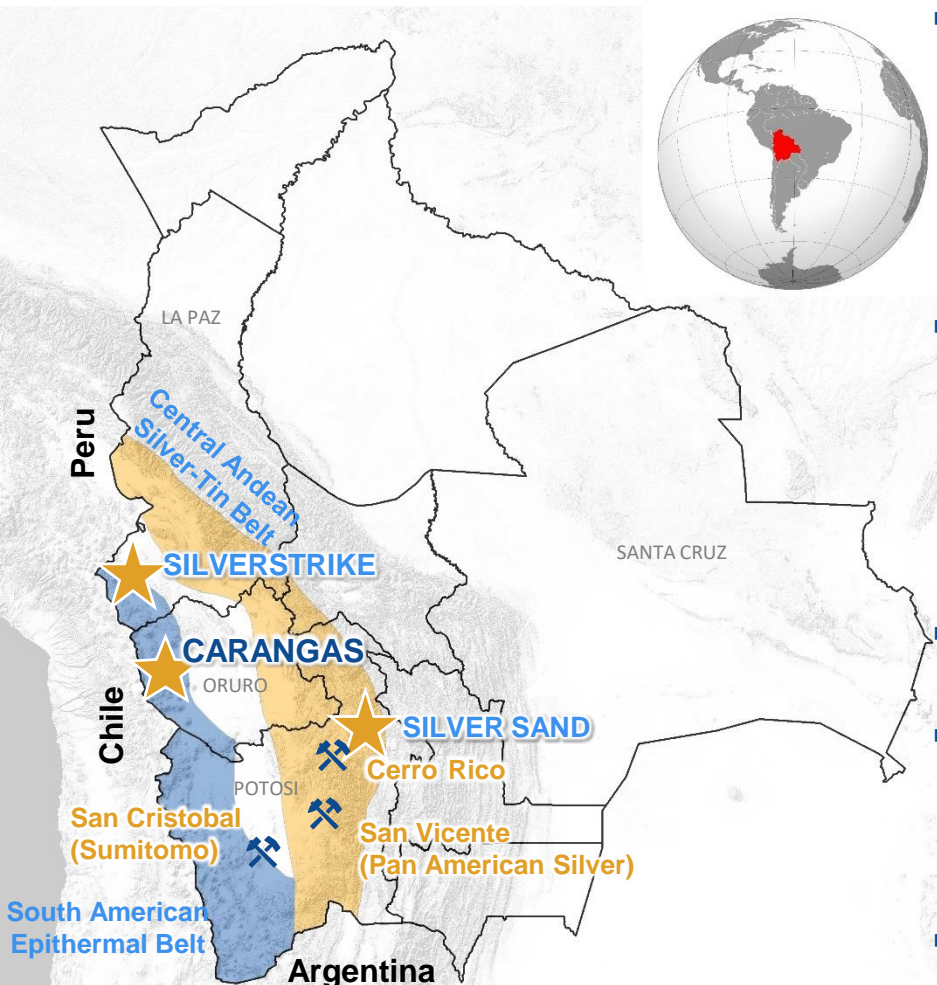 LA PAZ
Peru
Central Andean
Silver-Tin Belt
SILVERSTRIKE
SANTA CRUZ
CARANGAS
ORURO
Chile
SILVER SAND
Cerro Rico
POTOSI
San Cristobal
(Sumitomo)
San Vicente
(Pan American Silver)
South American
Epithermal Belt
Argentina